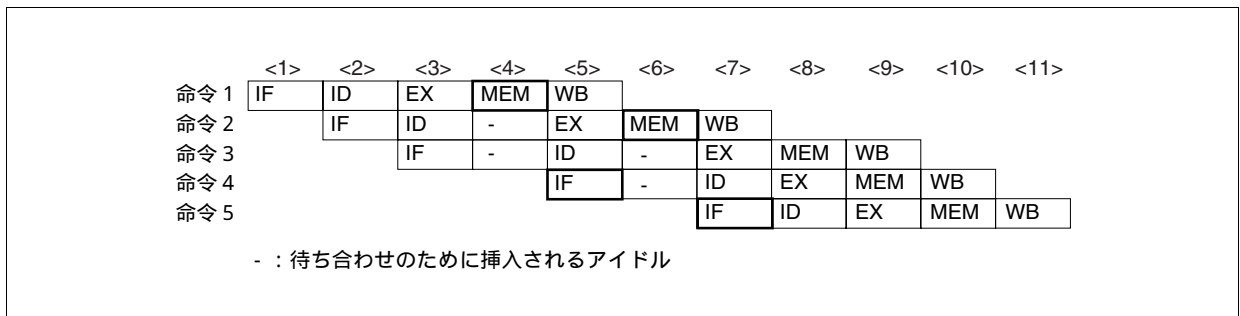 <1> <2> <3> <4> <5> <6> <7> <8> <9> <10> <11>
命令 1 IF ID EX MEM WB
命令 2 IF ID - EX MEM WB
命令 3 IF - ID - EX MEM WB
命令 4 IF - ID EX MEM WB
命令 5 IF ID EX MEM WB
- ：待ち合わせのために挿入されるアイドル